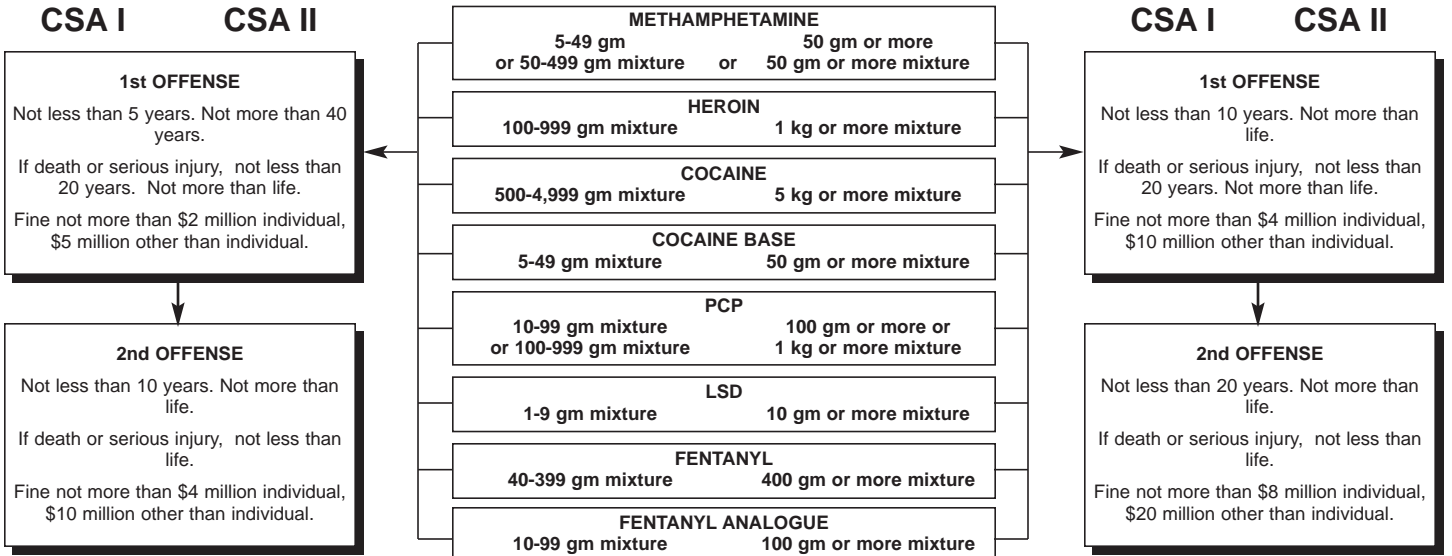 CSA I CSA II
1st OFFENSE
Not less than 5 years. Not more than 40
years.
If death or serious injury, not less than
20 years. Not more than life.
Fine not more than $2 million individual,
$5 million other than individual.
2nd OFFENSE
Not less than 10 years. Not more than
life.
If death or serious injury, not less than
life.
Fine not more than $4 million individual,
$10 million other than individual.
METHAMPHETAMINE
5-49 gm 50 gm or more
or 50-499 gm mixture or 50 gm or more mixture
HEROIN
100-999 gm mixture 1 kg or more mixture
COCAINE
500-4,999 gm mixture 5 kg or more mixture
COCAINE BASE
5-49 gm mixture 50 gm or more mixture
PCP
10-99 gm mixture 100 gm or more or
or 100-999 gm mixture 1 kg or more mixture
LSD
1-9 gm mixture 10 gm or more mixture
FENTANYL
40-399 gm mixture 400 gm or more mixture
FENTANYL ANALOGUE
10-99 gm mixture 100 gm or more mixture
CSA I CSA II
1st OFFENSE
Not less than 10 years. Not more than
life.
If death or serious injury, not less than
20 years. Not more than life.
Fine not more than $4 million individual,
$10 million other than individual.
2nd OFFENSE
Not less than 20 years. Not more than
life.
If death or serious injury, not less than
life.
Fine not more than $8 million individual,
$20 million other than individual.